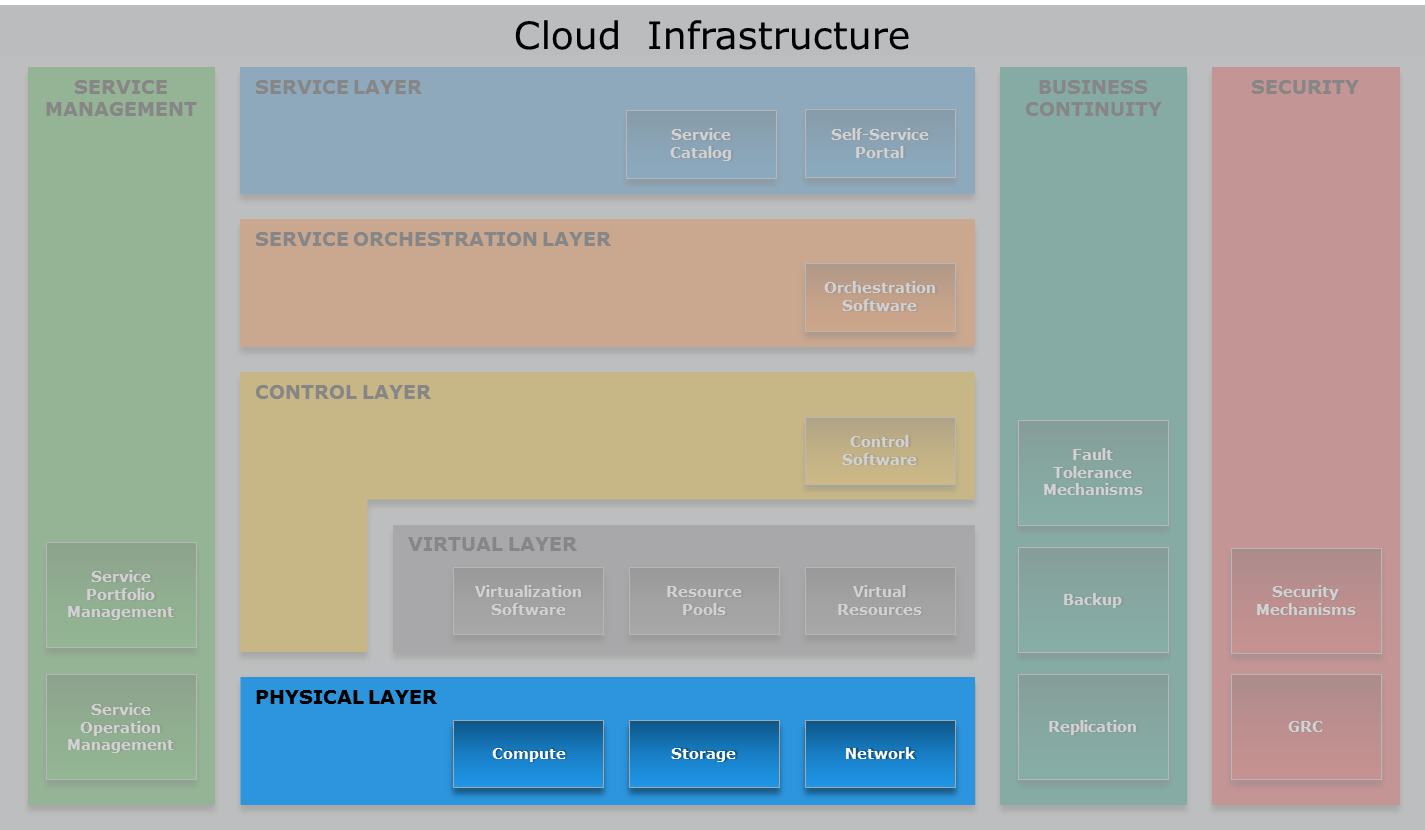 Cloud Infrastructure
SERVICE
MANAGEMENT
Service
Portfolio
Management
Service
Operation
Management
SERVICE LAYER
Service
Catalog
Self-Service
Portal
SERVICE ORCHESTRATION LAYER
Orchestration
Software
CONTROL LAYER
Control
Software
VIRTUAL LAYER
Virtualization
Software
Resource
Pools
Virtual
Resources
PHYSICAL LAYER
Compute
Storage
Network
BUSINESS
CONTINUITY
Fault
Tolerance
Mechanisms
Backup
Replication
SECURITY
Security
Mechanisms
GRC